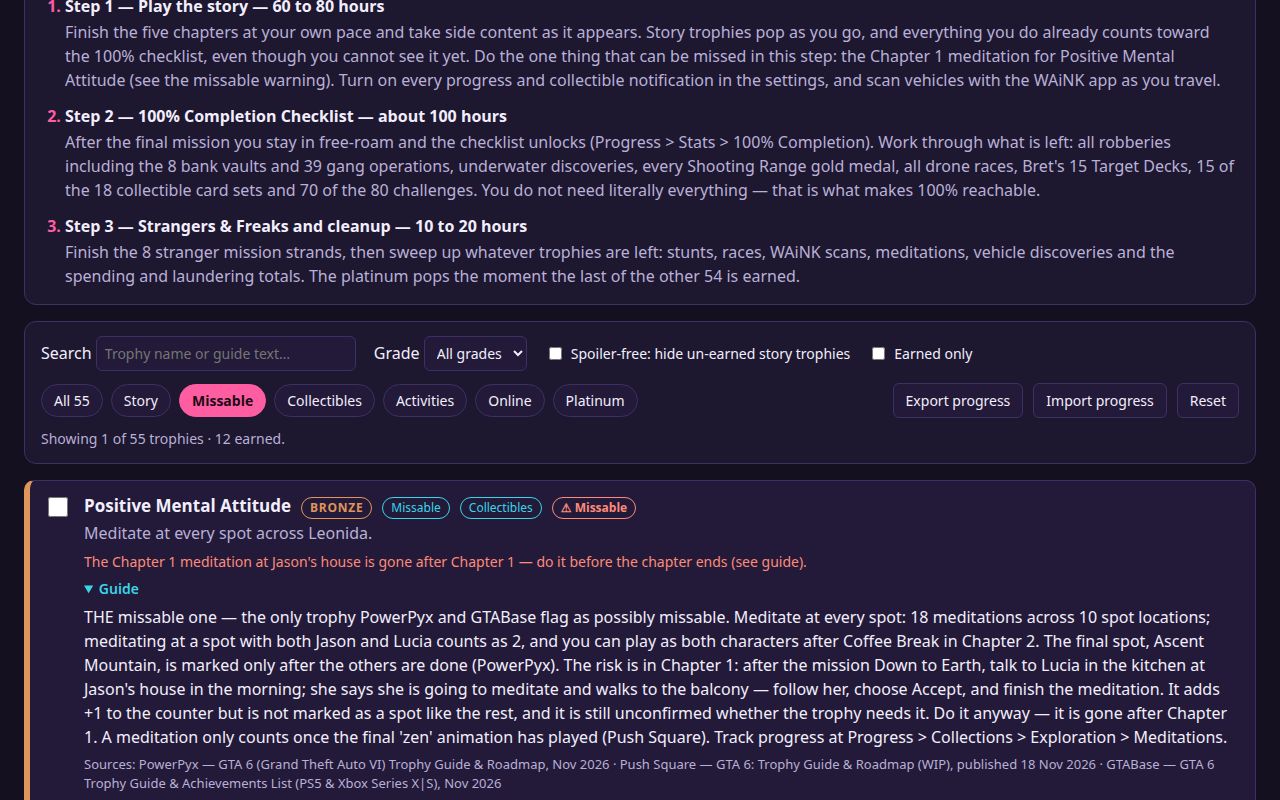 1. Step 1 — Play the story — 60 to 80 hours
Finish the five chapters at your own pace and take side content as it appears. Story trophies pop as you go, and everything you do already counts toward
the 100% checklist, even though you cannot see it yet. Do the one thing that can be missed in this step: the Chapter 1 meditation for Positive Mental
Attitude (see the missable warning). Turn on every progress and collectible notification in the settings, and scan vehicles with the WAiNK app as you travel.
2. Step 2 — 100% Completion Checklist — about 100 hours
After the final mission you stay in free-roam and the checklist unlocks (Progress > Stats > 100% Completion). Work through what is left: all robberies
including the 8 bank vaults and 39 gang operations, underwater discoveries, every Shooting Range gold medal, all drone races, Bret's 15 Target Decks, 15 of
the 18 collectible card sets and 70 of the 80 challenges. You do not need literally everything — that is what makes 100% reachable.
3. Step 3 — Strangers & Freaks and cleanup — 10 to 20 hours
Finish the 8 stranger mission strands, then sweep up whatever trophies are left: stunts, races, WAiNK scans, meditations, vehicle discoveries and the
spending and laundering totals. The platinum pops the moment the last of the other 54 is earned.
Search Trophy name or guide text... Grade All grades Spoiler-free: hide un-earned story trophies Earned only
All 55 Story Missable Collectibles Activities Online Platinum Export progress Import progress Reset
Showing 1 of 55 trophies · 12 earned.
Positive Mental Attitude BRONZE Missable Collectibles ⚠ Missable
Meditate at every spot across Leonida.
The Chapter 1 meditation at Jason's house is gone after Chapter 1 — do it before the chapter ends (see guide).
▼ Guide
THE missable one — the only trophy PowerPyx and GTABase flag as possibly missable. Meditate at every spot: 18 meditations across 10 spot locations;
meditating at a spot with both Jason and Lucia counts as 2, and you can play as both characters after Coffee Break in Chapter 2. The final spot, Ascent
Mountain, is marked only after the others are done (PowerPyx). The risk is in Chapter 1: after the mission Down to Earth, talk to Lucia in the kitchen at
Jason's house in the morning; she says she is going to meditate and walks to the balcony — follow her, choose Accept, and finish the meditation. It adds
+1 to the counter but is not marked as a spot like the rest, and it is still unconfirmed whether the trophy needs it. Do it anyway — it is gone after Chapter
1. A meditation only counts once the final 'zen' animation has played (Push Square). Track progress at Progress > Collections > Exploration > Meditations.
Sources: PowerPyx — GTA 6 (Grand Theft Auto VI) Trophy Guide & Roadmap, Nov 2026 · Push Square — GTA 6: Trophy Guide & Roadmap (WIP), published 18 Nov 2026 · GTABase — GTA 6
Trophy Guide & Achievements List (PS5 & Xbox Series X|S), Nov 2026